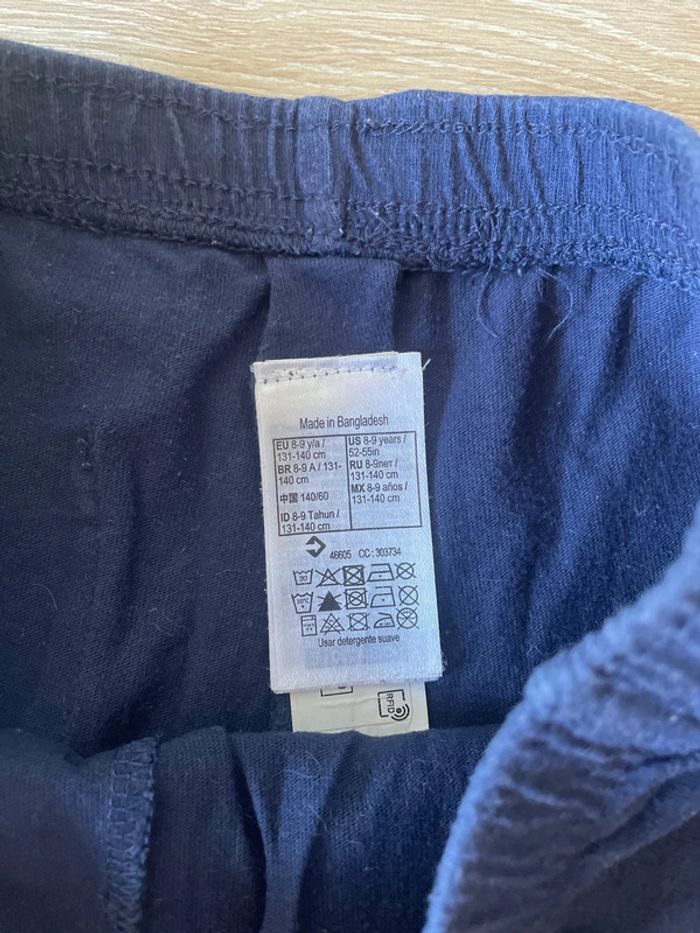 Made in Bangladesh
EU 8-9 y/a /
131-140 cm
BR 8-9 A / 131-
140 cm
中国 140/60
ID 8-9 Tahun /
131-140 cm
US 8-9 years /
52-55in
RU 8-9лет /
131-140 cm
MX 8-9 años /
131-140 cm
46605 CC: 303734
30
30°C
Usar detergente suave
RFID